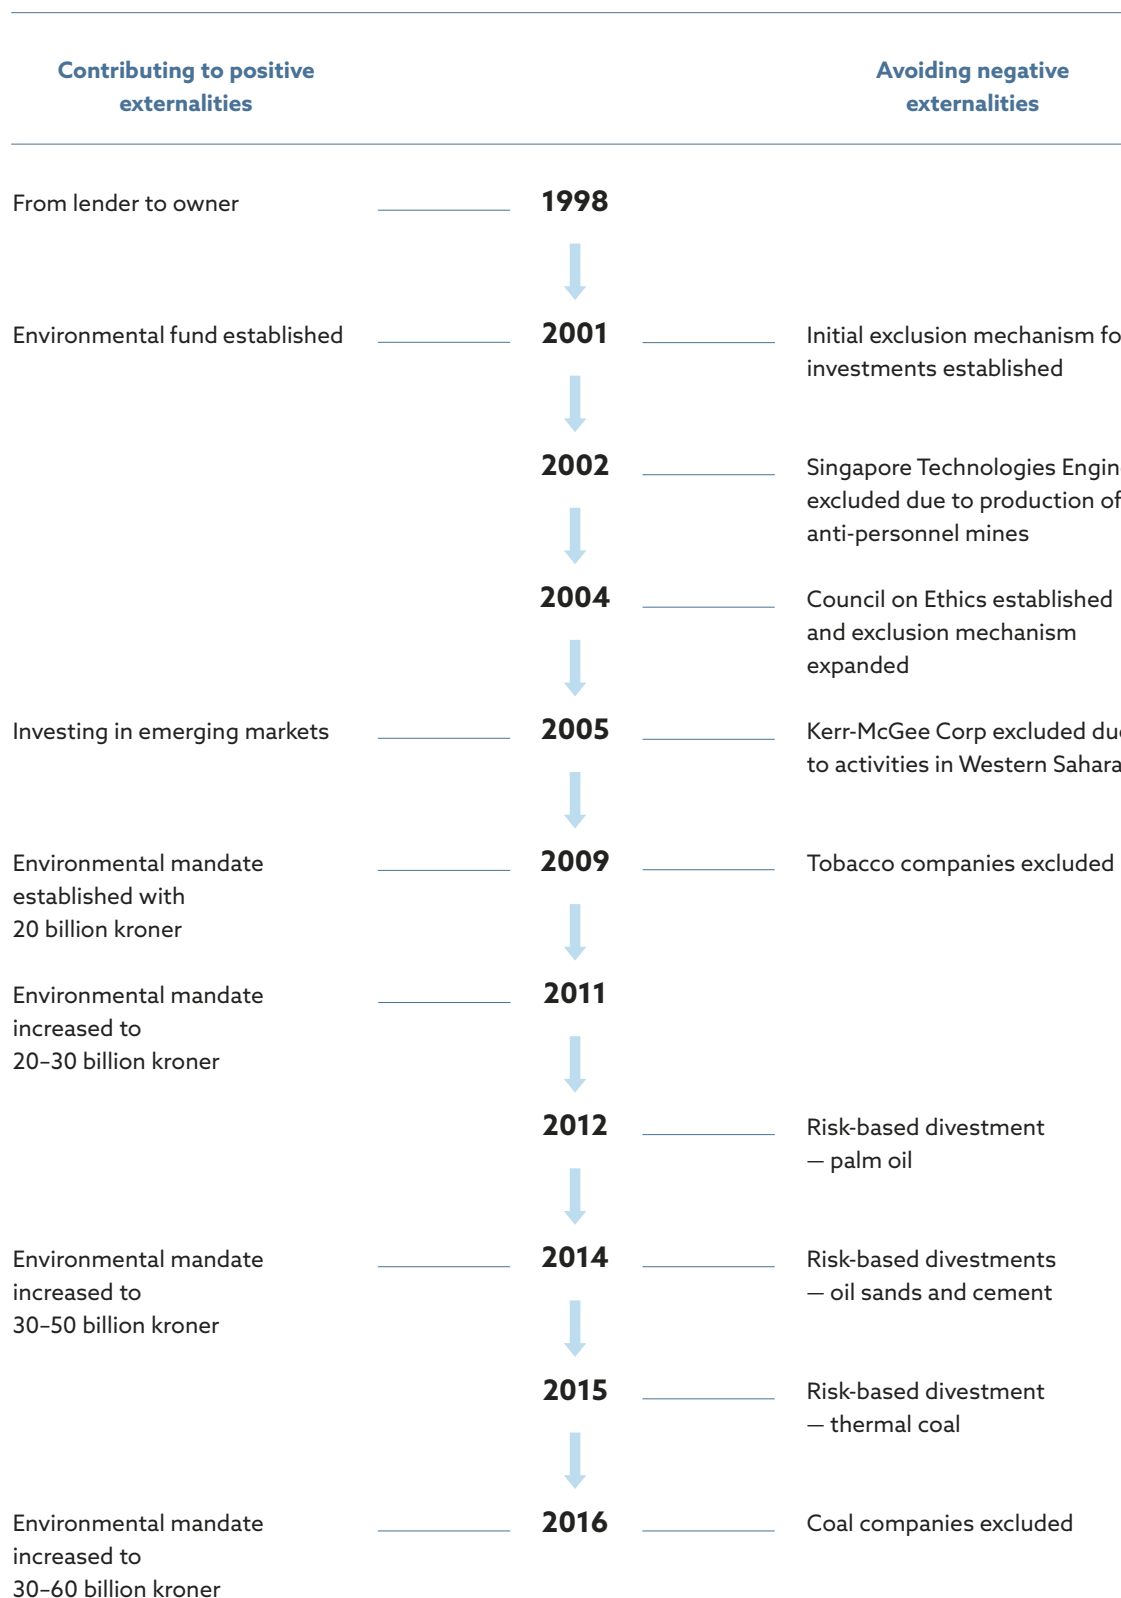 Contributing to positive
externalities
Avoiding negative
externalities
From lender to owner
1998
Environmental fund established
2001
Initial exclusion mechanism
investments established
2002
Singapore Technologies
excluded due to production of
anti-personnel mines
2004
Council on Ethics established
and exclusion mechanism
expanded
Investing in emerging markets
2005
Kerr-McGee Corp excluded
to activities in Western Sahara
Environmental mandate
established with
20 billion kroner
2009
Tobacco companies excluded
Environmental mandate
increased to
20–30 billion kroner
2011
2012
Risk-based divestment
— palm oil
Environmental mandate
increased to
30–50 billion kroner
2014
Risk-based divestments
— oil sands and cement
2015
Risk-based divestment
— thermal coal
Environmental mandate
increased to
30–60 billion kroner
2016
Coal companies excluded